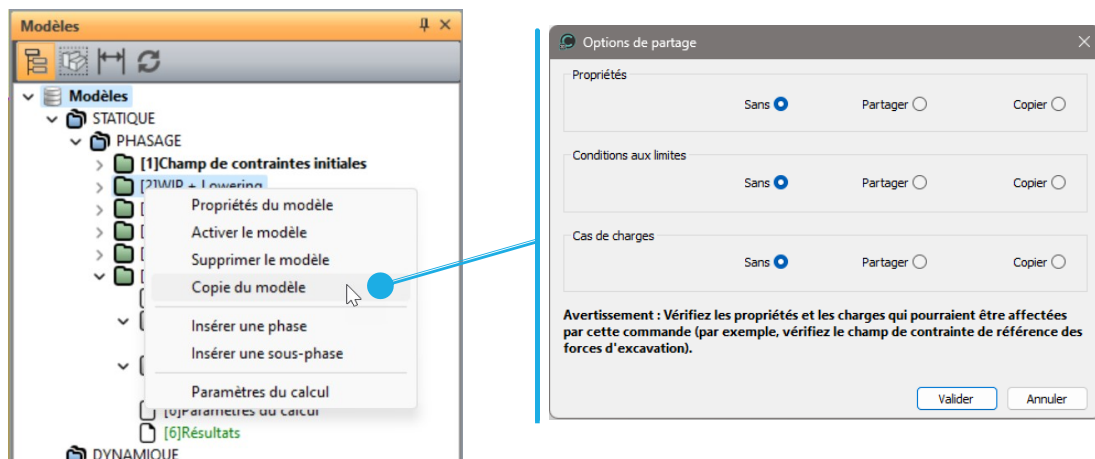 Modèles
Modèles
STATIQUE
PHASAGE
[1]Champ de contraintes initiales
[2]WIP + Lowering
Propriétés du modèle
Activer le modèle
Supprimer le modèle
Copie du modèle
Insérer une phase
Insérer une sous-phase
Paramètres du calcul
[6]Paramètres du calcul
[6]Résultats
DYNAMIQUE
Options de partage
Propriétés
Sans Partager Copier
Conditions aux limites
Sans Partager Copier
Cas de charges
Sans Partager Copier
Avertissement : Vérifiez les propriétés et les charges qui pourraient être affectées
par cette commande (par exemple, vérifiez le champ de contrainte de référence des
forces d'excavation).
Valider Annuler